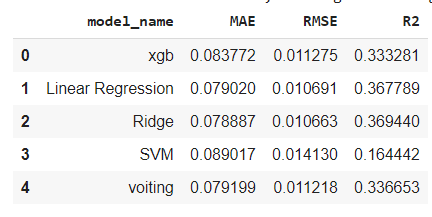 model_name MAE RMSE R2
0 xgb 0.083772 0.011275 0.333281
1 Linear Regression 0.079020 0.010691 0.367789
2 Ridge 0.078887 0.010663 0.369440
3 SVM 0.089017 0.014130 0.164442
4 voiting 0.079199 0.011218 0.336653